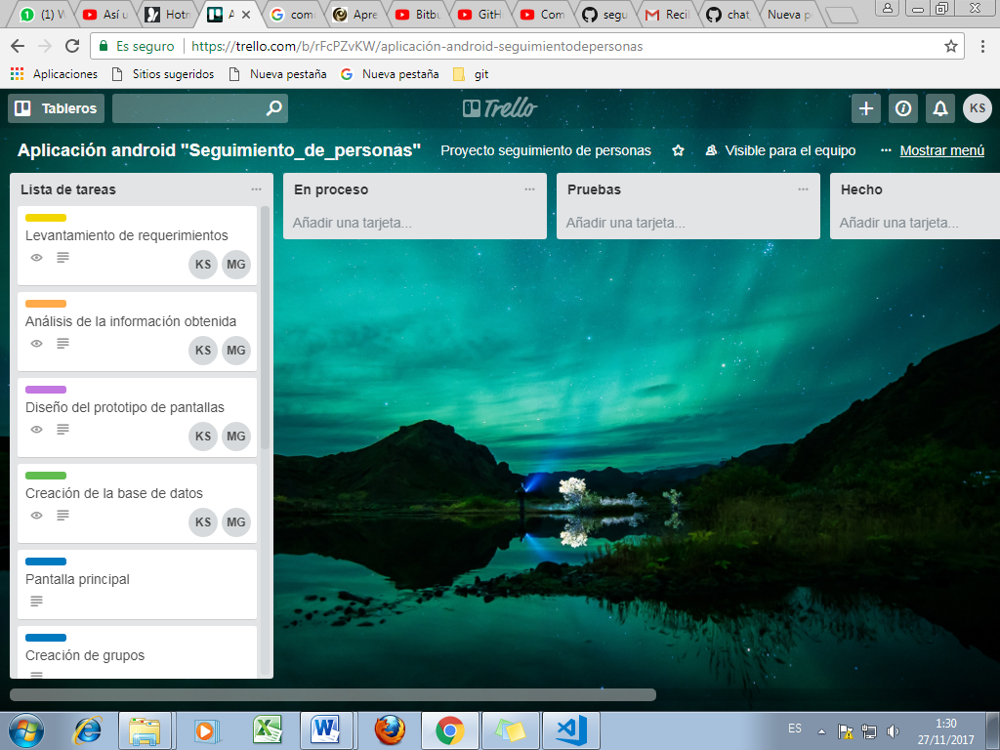 (1) W
Así u
Hotm
A
com
Apre
Bitbu
GitH
Com
segu
Recil
chat_
Nueva p
Es seguro
https://trello.com/b/rFcPZvKW/aplicación-android-seguimientodepersonas
Aplicaciones
Sitios sugeridos
Nueva pestaña
Nueva pestaña
git
Tableros
Trello
KS
Aplicación android "Seguimiento_de_personas"
Proyecto seguimiento de personas
Visible para el equipo
... Mostrar menú
Lista de tareas
En proceso
Pruebas
Hecho
Añadir una tarjeta...
Añadir una tarjeta...
Añadir una tarjeta...
Levantamiento de requerimientos
KS MG
Análisis de la información obtenida
KS MG
Diseño del prototipo de pantallas
KS MG
Creación de la base de datos
KS MG
Pantalla principal
Creación de grupos
ES
1:30
27/11/2017